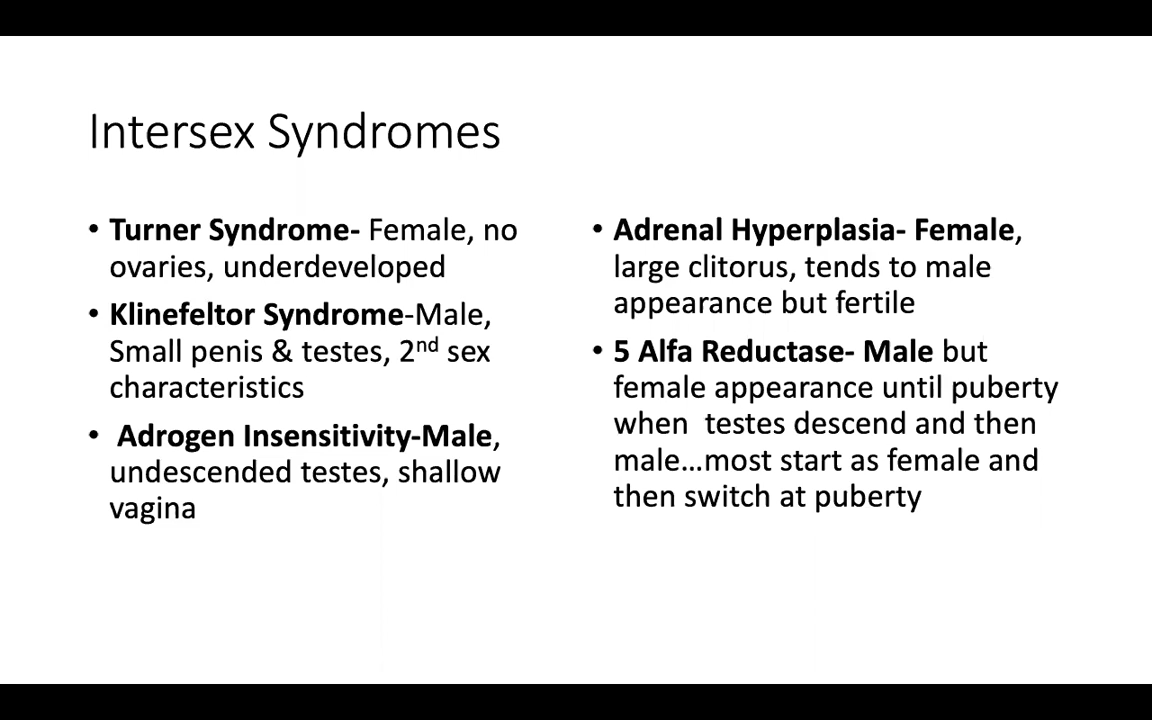 Intersex Syndromes
• Turner Syndrome- Female, no
ovaries, underdeveloped
• Klinefeltor Syndrome-Male,
Small penis & testes, 2nd sex
characteristics
• Adrogen Insensitivity-Male,
undescended testes, shallow
vagina
• Adrenal Hyperplasia- Female,
large clitorus, tends to male
appearance but fertile
• 5 Alfa Reductase- Male but
female appearance until puberty
when  testes descend and then
male...most start as female and
then switch at puberty